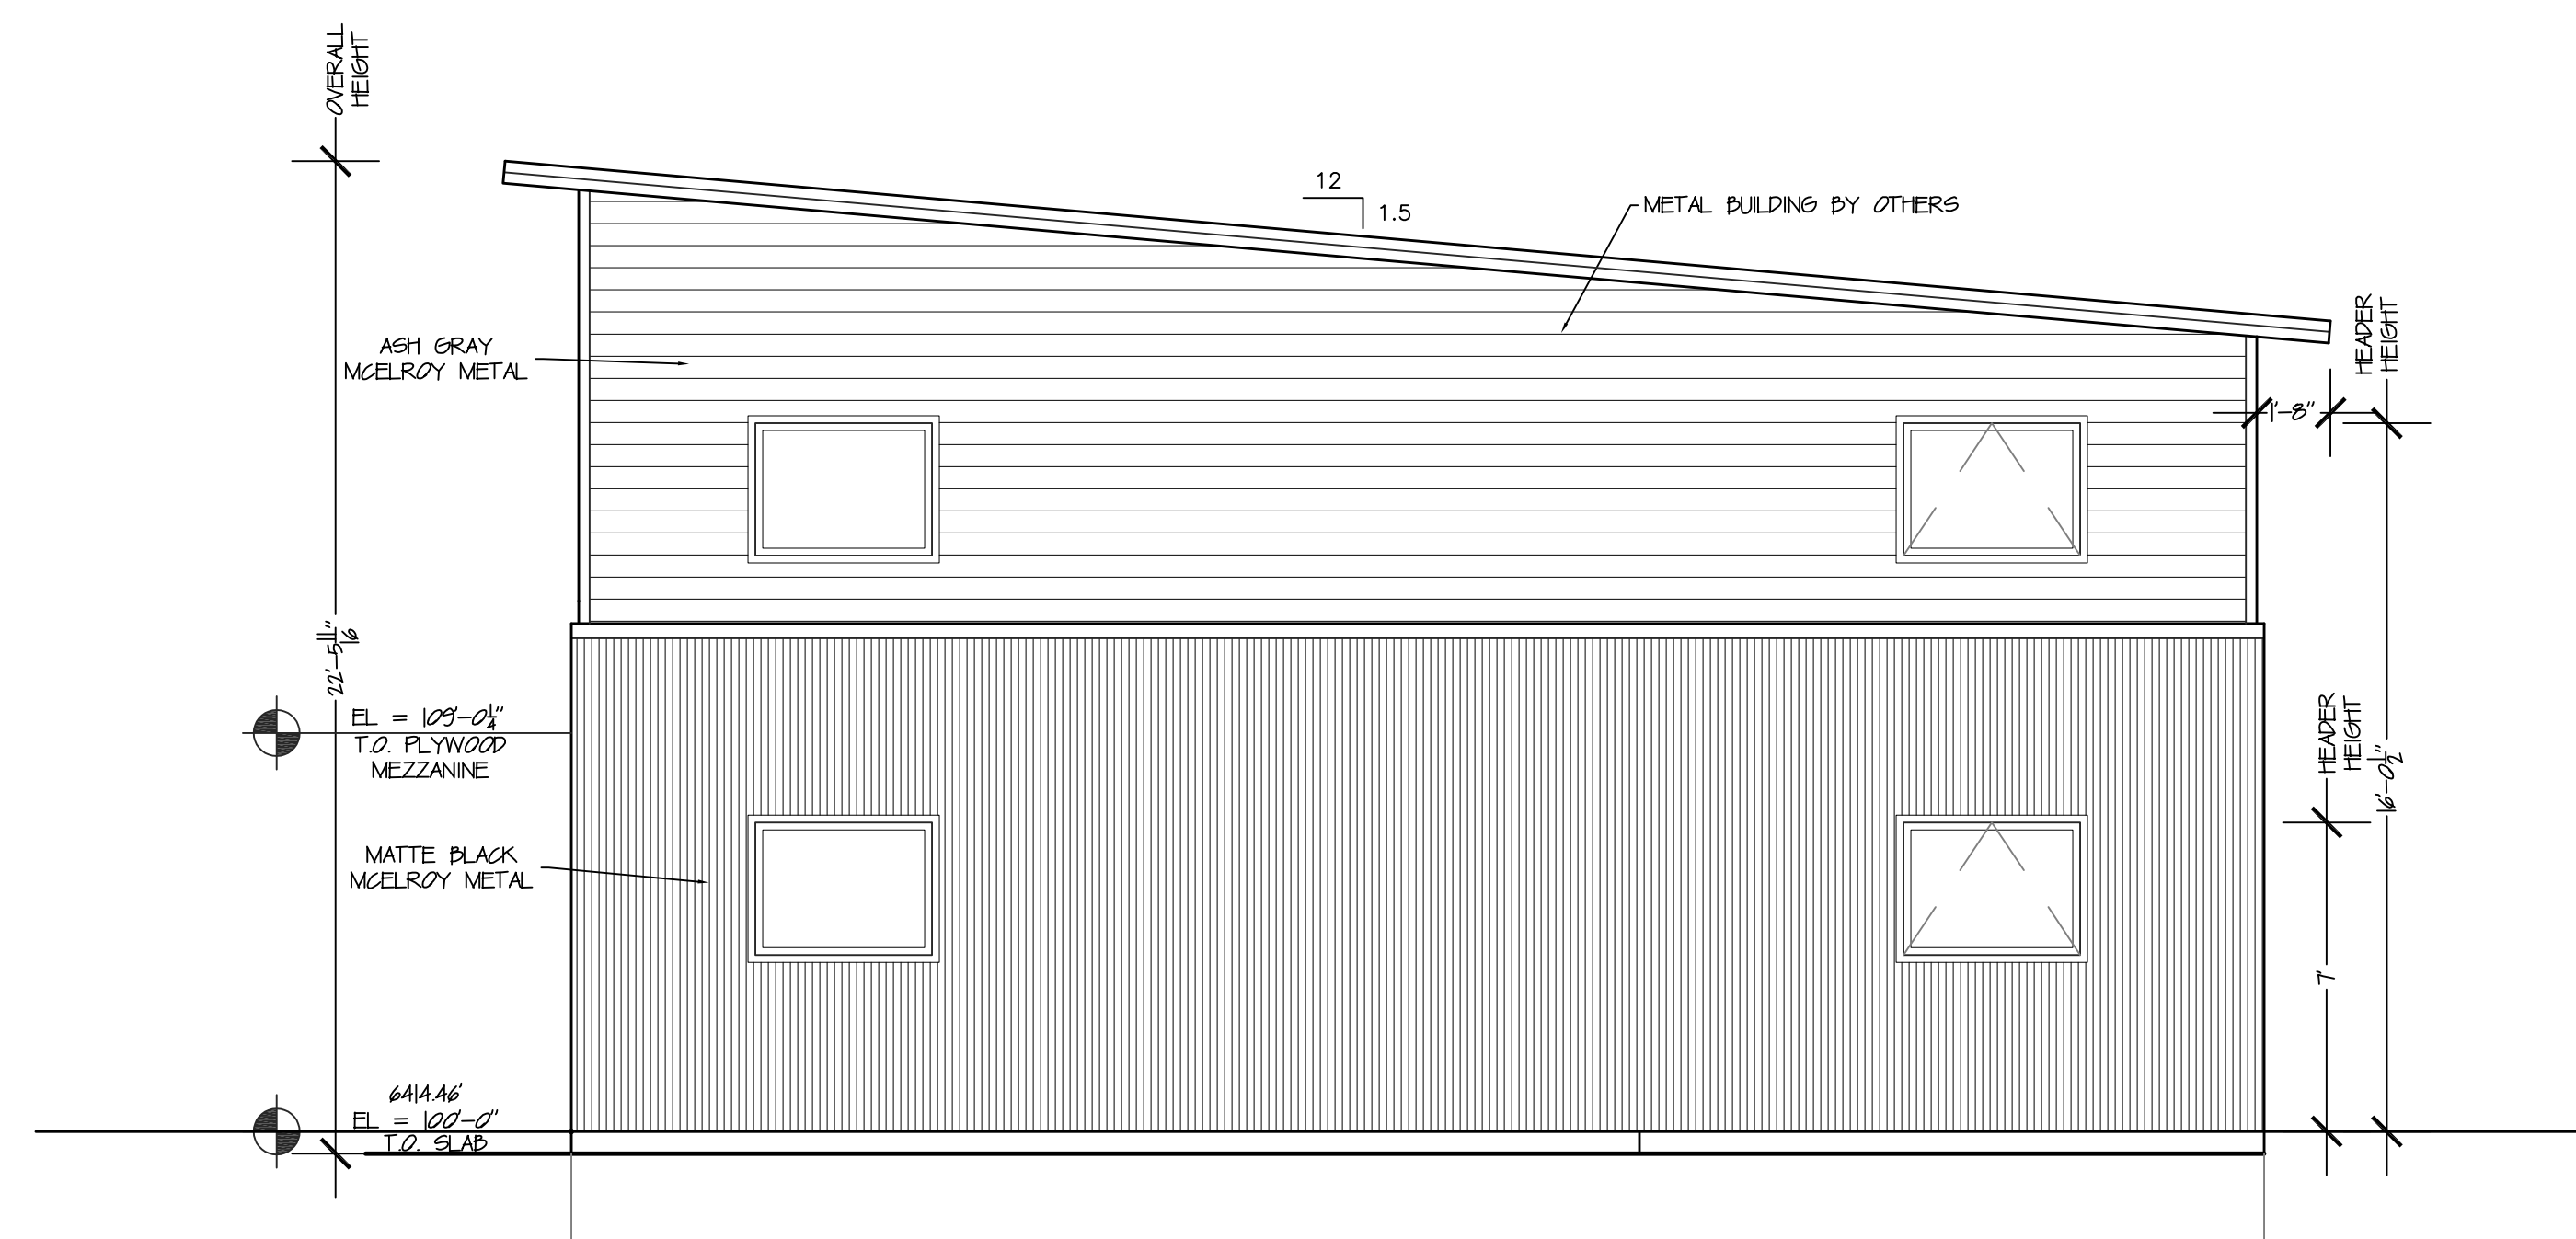 OVERALL
HEIGHT
12
1.5
METAL BUILDING BY OTHERS
ASH GRAY
MCELROY METAL
HEADER
HEIGHT
1'-8"
22'-5 11/16"
EL = 109'-0 1/4"
T.O. PLYWOOD
MEZZANINE
HEADER
HEIGHT
16'-0 1/2"
MATTE BLACK
MCELROY METAL
7'
6414.46'
EL = 100'-0"
T.O. SLAB